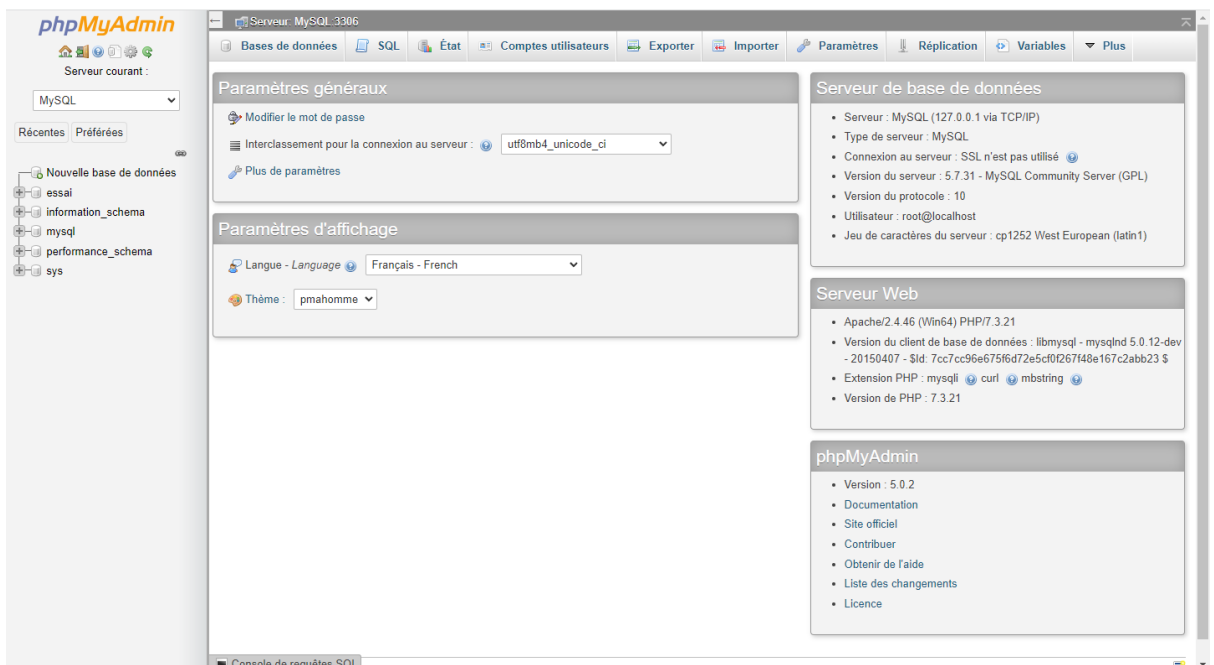 phpMyAdmin
Serveur courant :
MySQL
Récentes Préférées
Nouvelle base de données
essai
information_schema
mysql
performance_schema
sys
Serveur: MySQL:3306
Bases de données SQL État Comptes utilisateurs Exporter Importer Paramètres Réplication Variables Plus
Paramètres généraux
Modifier le mot de passe
Interclassement pour la connexion au serveur : utf8mb4_unicode_ci
Plus de paramètres
Paramètres d'affichage
Langue - Language Français - French
Thème : pmahomme
Serveur de base de données
Serveur : MySQL (127.0.0.1 via TCP/IP)
Type de serveur : MySQL
Connexion au serveur : SSL n'est pas utilisé
Version du serveur : 5.7.31 - MySQL Community Server (GPL)
Version du protocole : 10
Utilisateur : root@localhost
Jeu de caractères du serveur : cp1252 West European (latin1)
Serveur Web
Apache/2.4.46 (Win64) PHP/7.3.21
Version du client de base de données : libmysql - mysqlnd 5.0.12-dev
- 20150407 - $Id: 7cc7cc96e675f6d72e5cf0f267f48e167c2abb23 $
Extension PHP : mysqli curl mbstring
Version de PHP : 7.3.21
phpMyAdmin
Version : 5.0.2
Documentation
Site officiel
Contribuer
Obtenir de l'aide
Liste des changements
Licence
Console de requêtes SQL